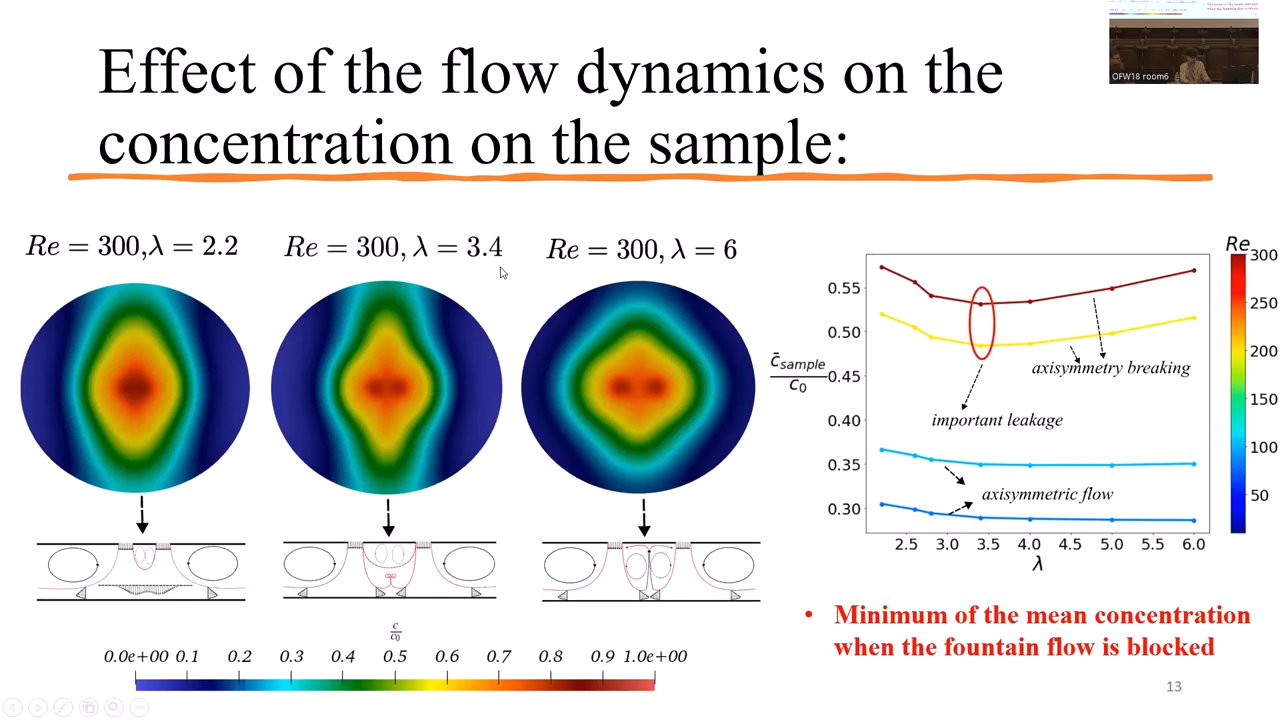 OFW18 room6
Effect of the flow dynamics on the
concentration on the sample:
Re = 300,λ = 2.2
Re = 300, λ = 3.4
Re = 300, λ = 6
c
c₀
0.0e+00 0.1 0.2 0.3 0.4 0.5 0.6 0.7 0.8 0.9 1.0e+00
c̄sample
c₀
0.55
0.50
0.45
0.40
0.35
0.30
axisymmetry breaking
important leakage
axisymmetric flow
2.5 3.0 3.5 4.0 4.5 5.0 5.5 6.0
λ
Re
300
250
200
150
100
50
• Minimum of the mean concentration
when the fountain flow is blocked
13